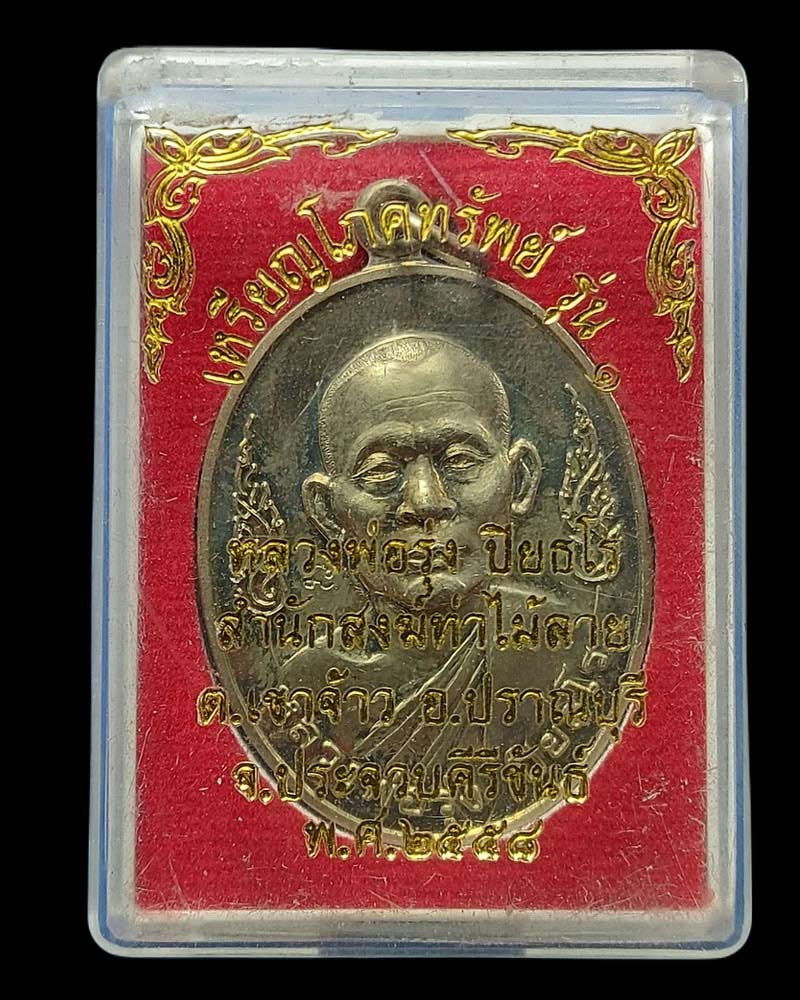 เหรียญโภคทรัพย์ รุ่น ๑
หลวงพ่อรุ่ง ปิยธโร
สำนักสงฆ์ท่าไม้ลาย
ต.เขาจ้าว อ.ปราณบุรี
จ.ประจวบคีรีขันธ์
พ.ศ.๒๕๕๘